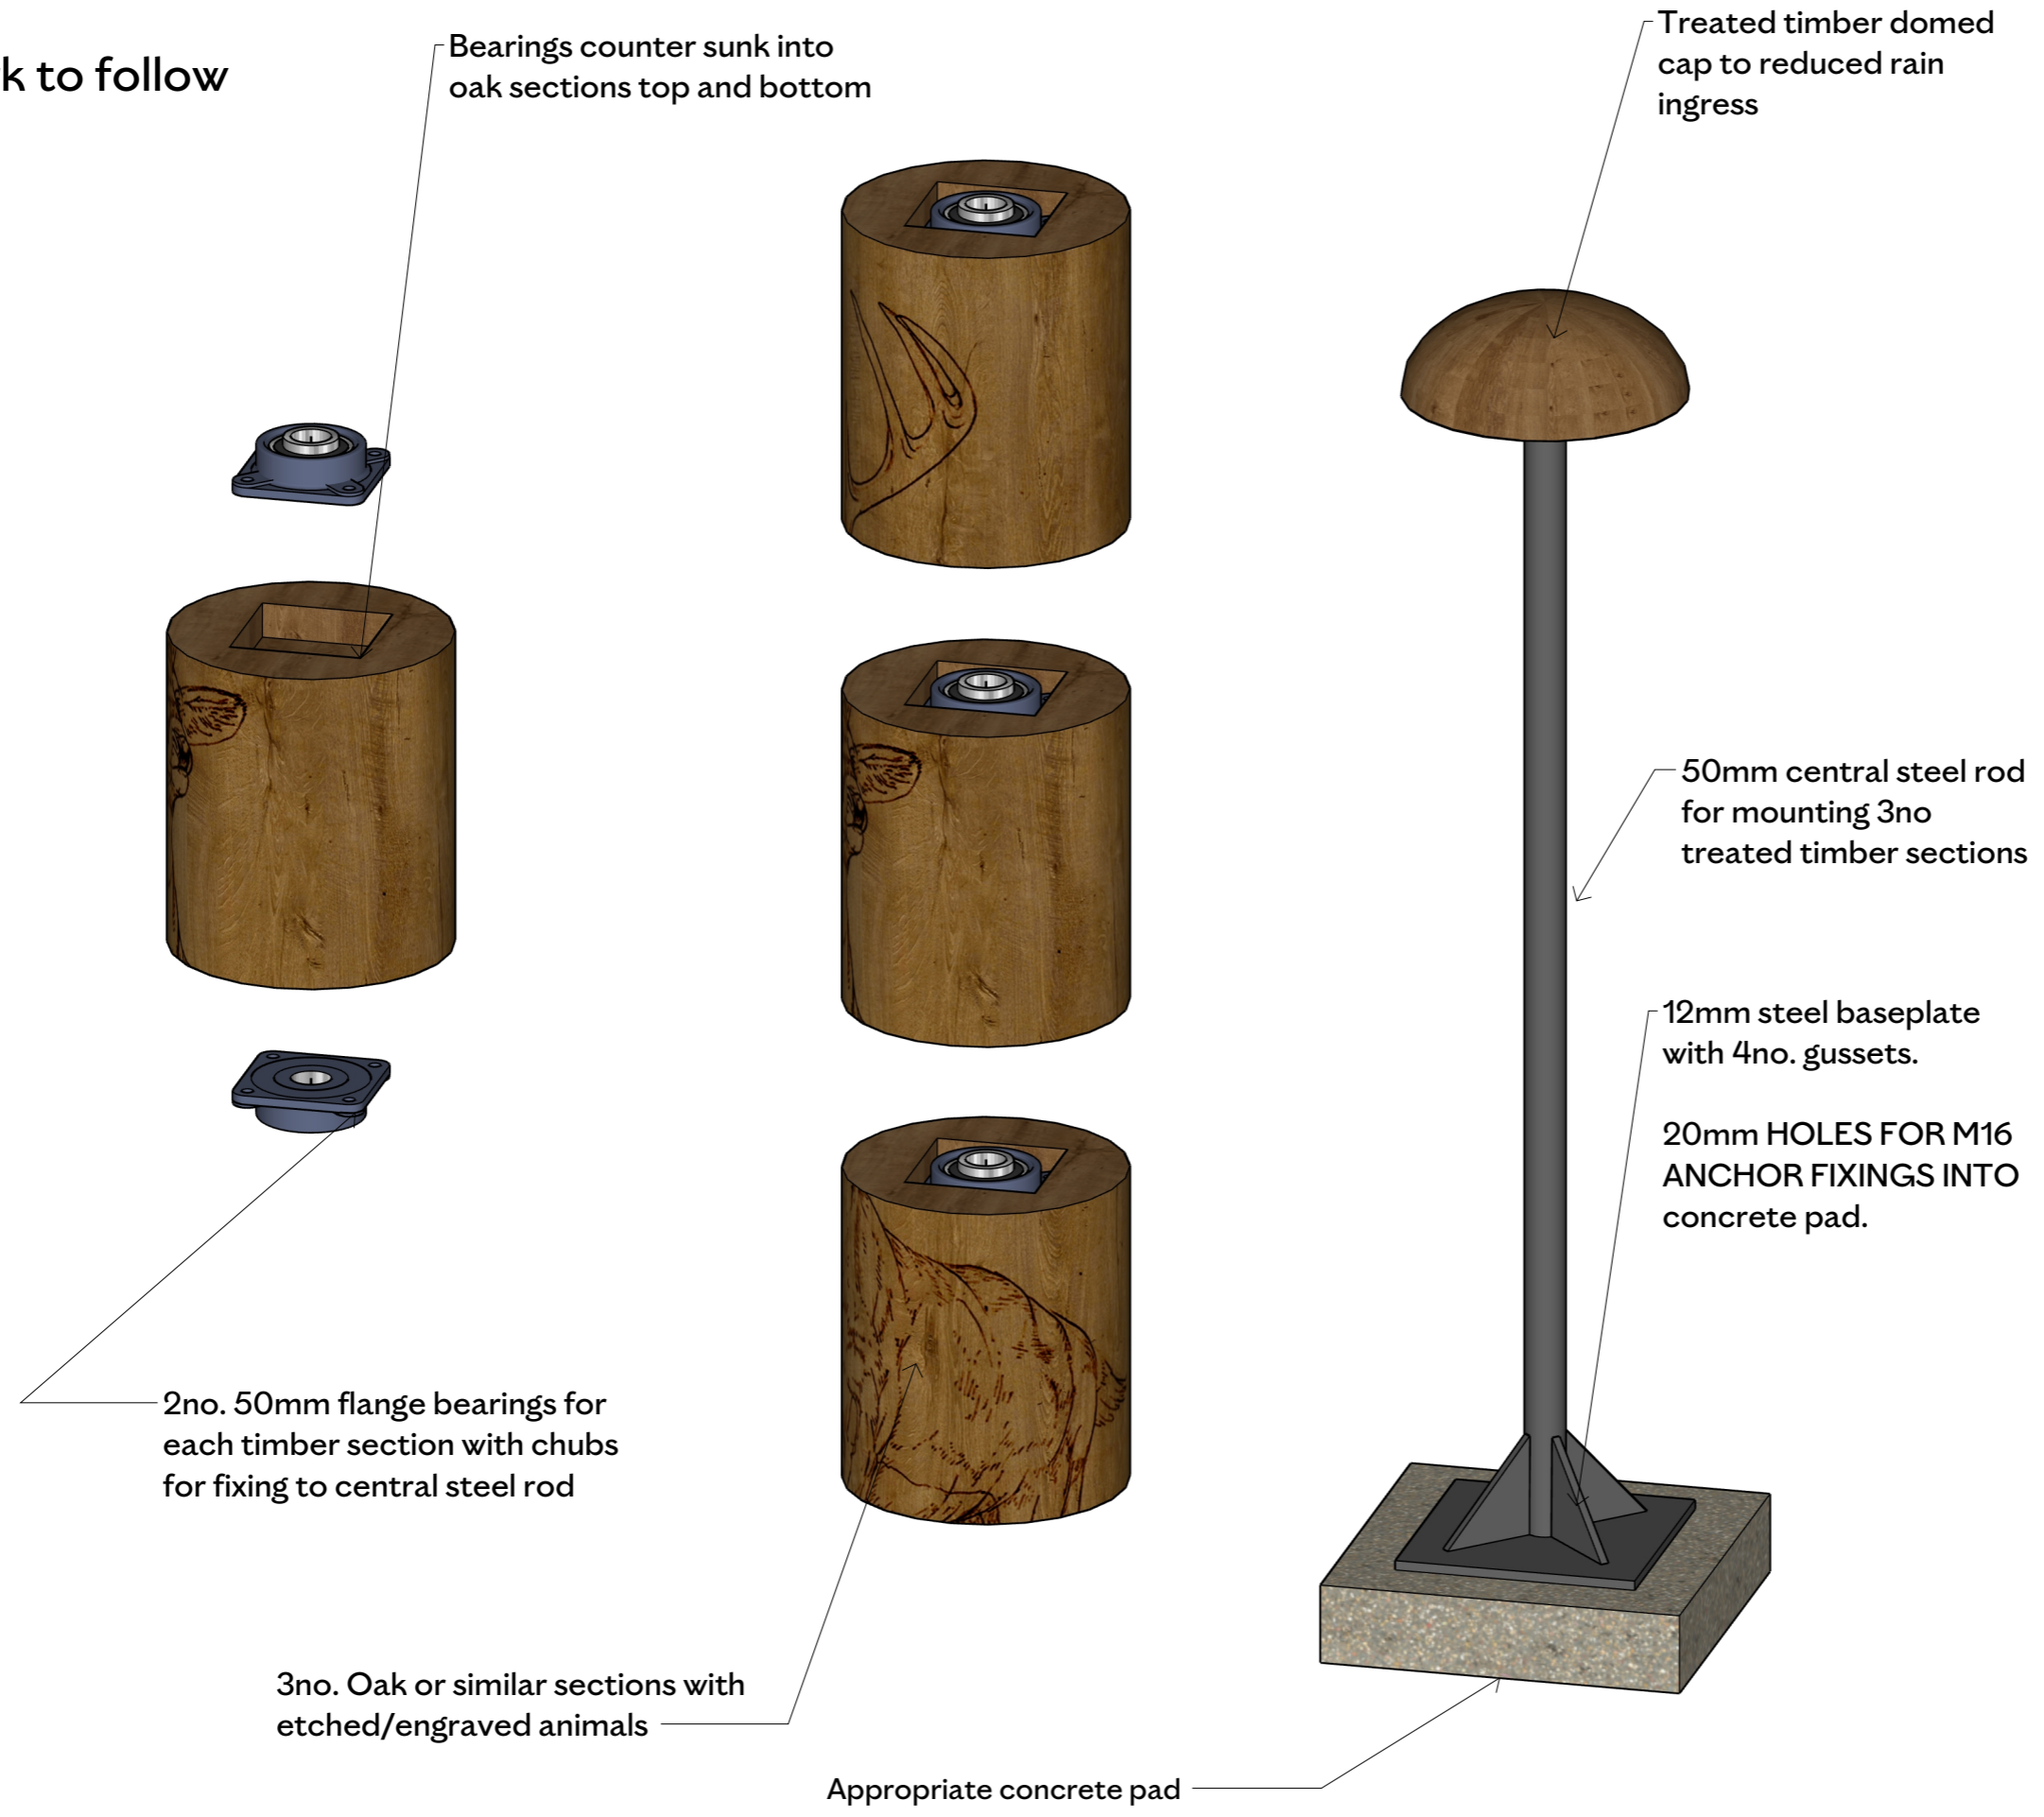 k to follow
Bearings counter sunk into
oak sections top and bottom
Treated timber domed
cap to reduced rain
ingress
50mm central steel rod
for mounting 3no
treated timber sections
12mm steel baseplate
with 4no. gussets.
20mm HOLES FOR M16
ANCHOR FIXINGS INTO
concrete pad.
2no. 50mm flange bearings for
each timber section with chubs
for fixing to central steel rod
3no. Oak or similar sections with
etched/engraved animals
Appropriate concrete pad